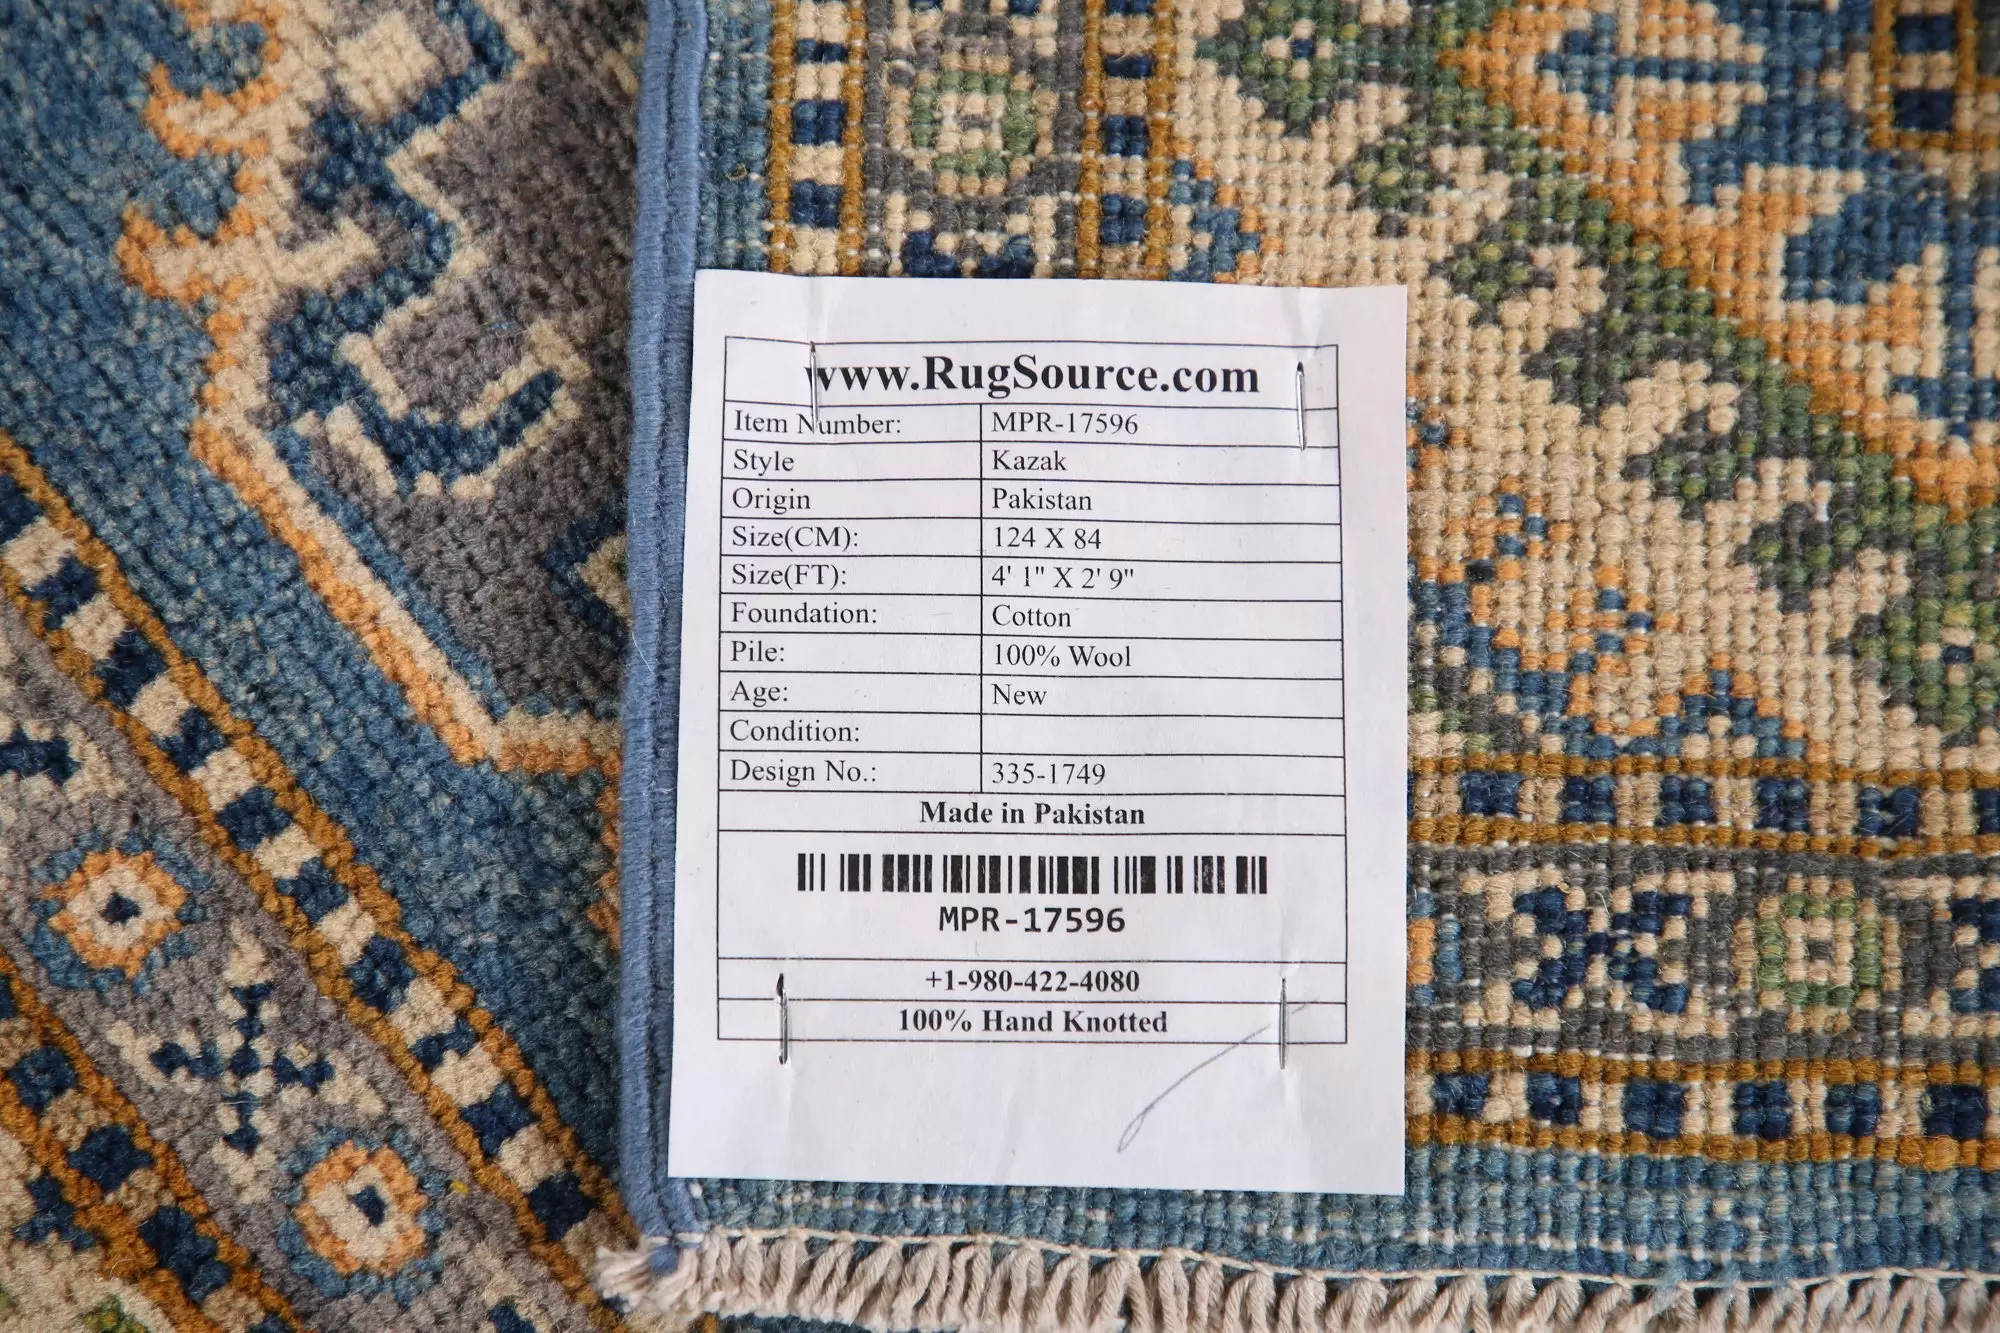 www.RugSource.com
Item Number: MPR-17596
Style Kazak
Origin Pakistan
Size(CM): 124 X 84
Size(FT): 4' 1" X 2' 9"
Foundation: Cotton
Pile: 100% Wool
Age: New
Condition:
Design No.: 335-1749
Made in Pakistan
MPR-17596
+1-980-422-4080
100% Hand Knotted